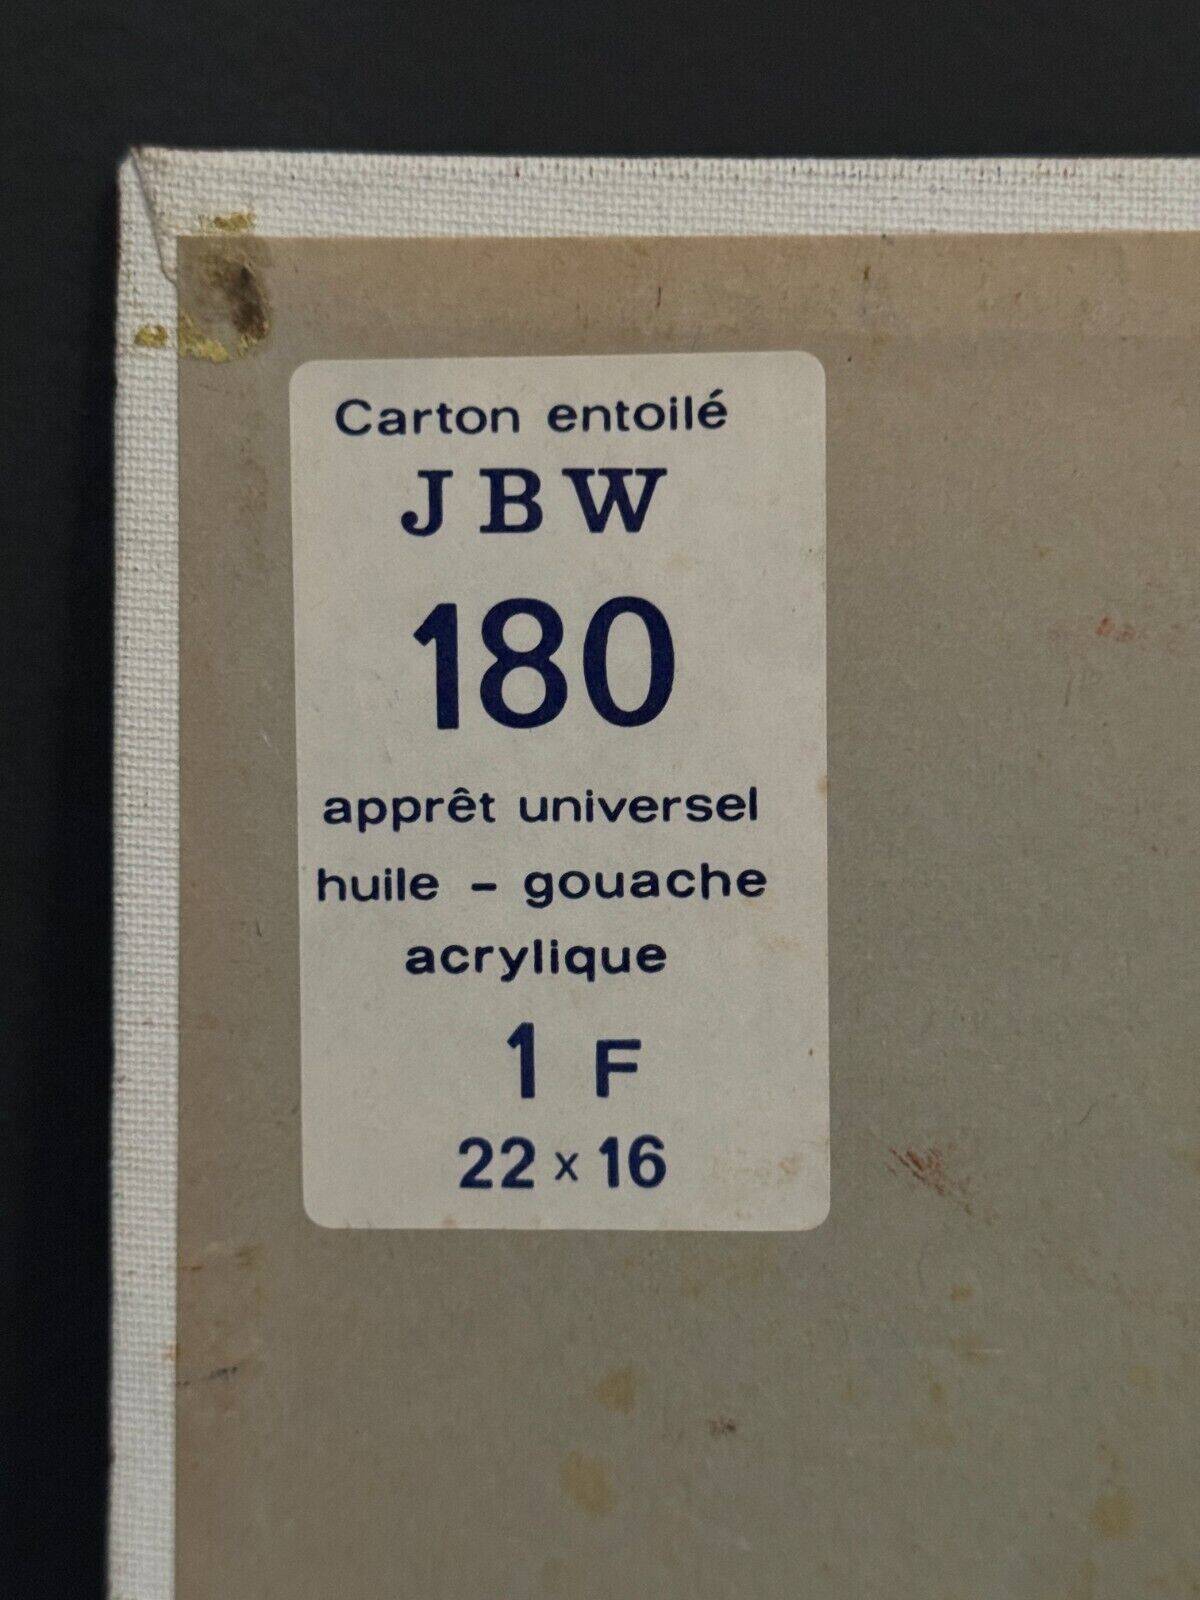 Carton entoilé
JBW
180
apprêt universel
huile - gouache
acrylique
1 F
22 x 16